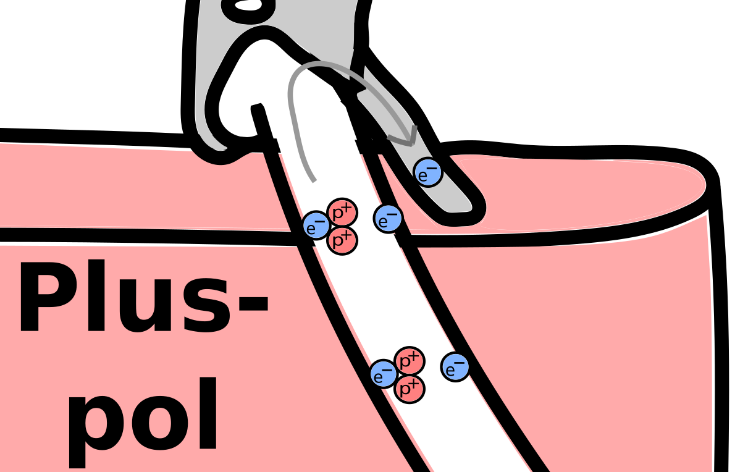 e⁻
e⁻ p⁺ e⁻
p⁺
Plus-
e⁻ p⁺ e⁻
p⁺
pol